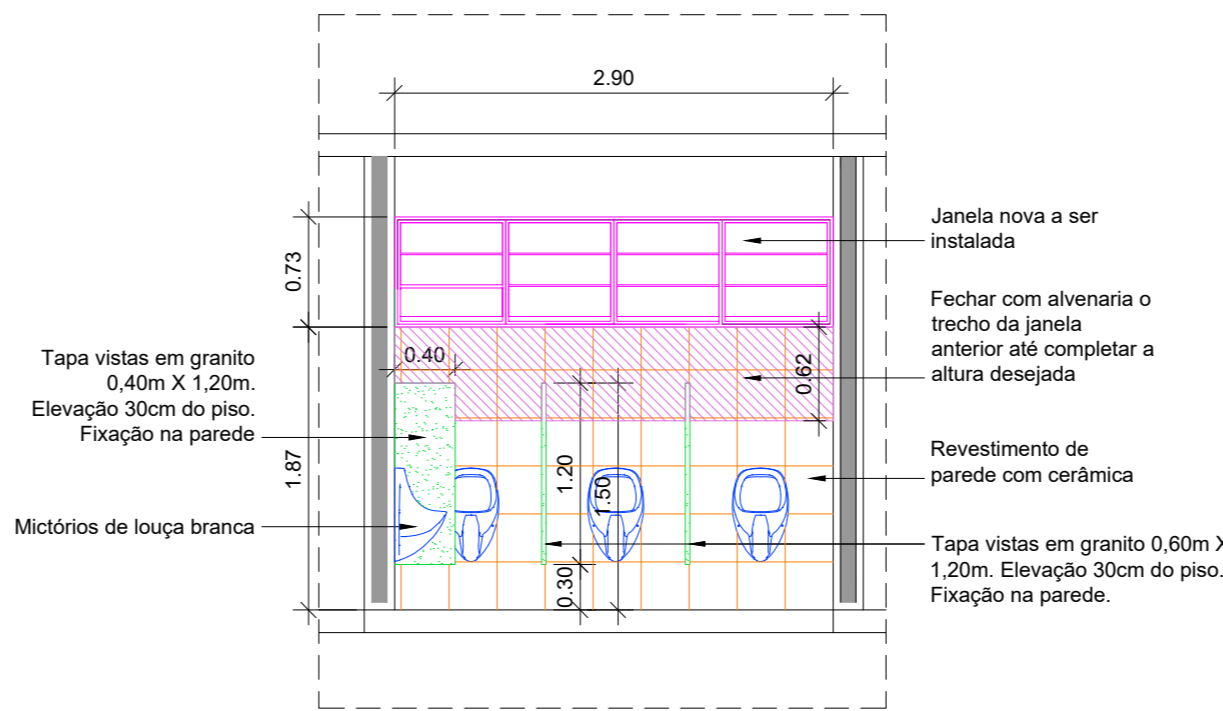 2.90
0.73
Janela nova a ser
instalada
Fechar com alvenaria o
trecho da janela
anterior até completar a
altura desejada
0.40
0.62
Tapa vistas em granito
0,40m X 1,20m.
Elevação 30cm do piso.
Fixação na parede
1.87
1.20
1.50
Revestimento de
parede com cerâmica
Mictórios de louça branca
0.30
Tapa vistas em granito 0,60m X
1,20m. Elevação 30cm do piso.
Fixação na parede.